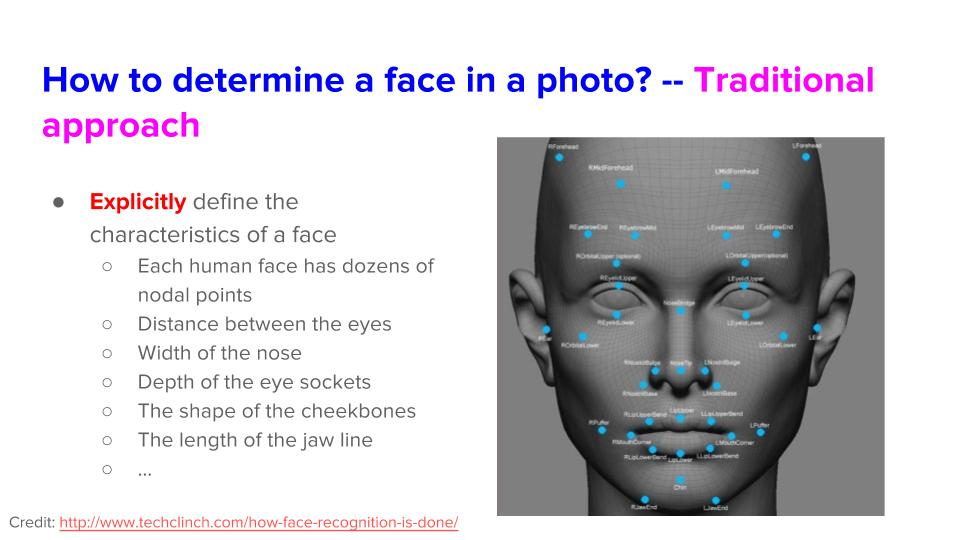 How to determine a face in a photo? -- Traditional
approach
● Explicitly define the
characteristics of a face
○ Each human face has dozens of
nodal points
○ Distance between the eyes
○ Width of the nose
○ Depth of the eye sockets
○ The shape of the cheekbones
○ The length of the jaw line
○ ...
RForehead
LForehead
RMidForehead
LMidForehead
REyebrowEnd
REyebrowMid
LEyebrowMid
LEyebrowEnd
ROrbitalUpper (optional)
LOrbitalUpper(optional)
REyelidUpper
LEyelidUpper
NoseBridge
REyelidLower
LEyelidLower
REar
LEar
ROrbitalLower
LOrbitalLower
RNostrilBulge
NoseTip
LNostrilBulge
RNostrilBase
LNostrilBase
RLipUpperBend
LipUpper
LLipUpperBend
RPuffer
LPuffer
RMouthCorner
LMouthCorner
RLipLowerBend
LipLower
LLipLowerBend
Chin
RJawEnd
LJawEnd
Credit: http://www.techclinch.com/how-face-recognition-is-done/